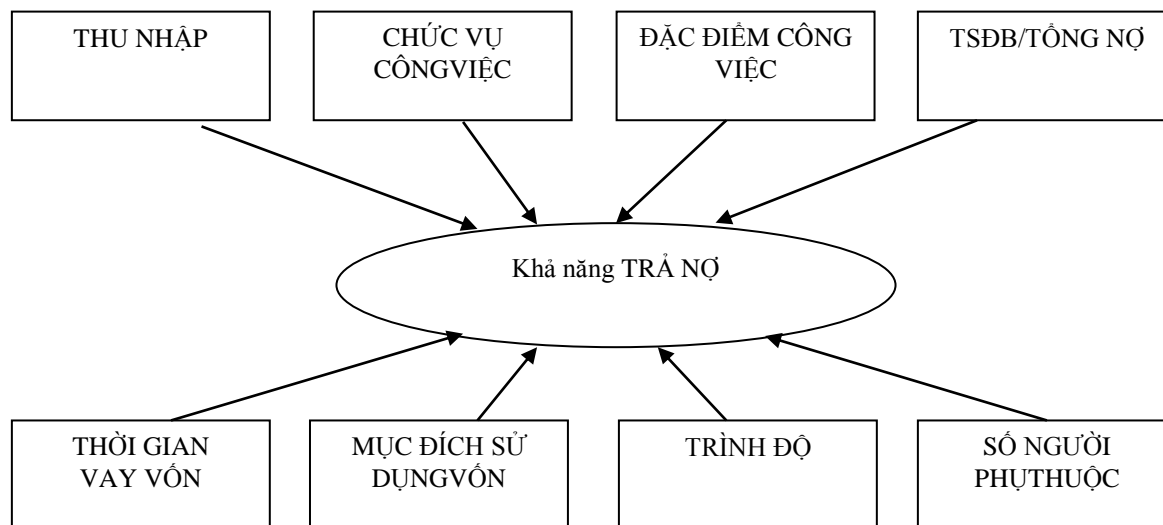 THU NHẬP
CHỨC VỤ
CÔNGVIỆC
ĐẶC ĐIỂM CÔNG
VIỆC
TSĐB/TỔNG NỢ
Khả năng TRẢ NỢ
THỜI GIAN
VAY VỐN
MỤC ĐÍCH SỬ
DỤNGVỐN
TRÌNH ĐỘ
SỐ NGƯỜI
PHỤTHUỘC